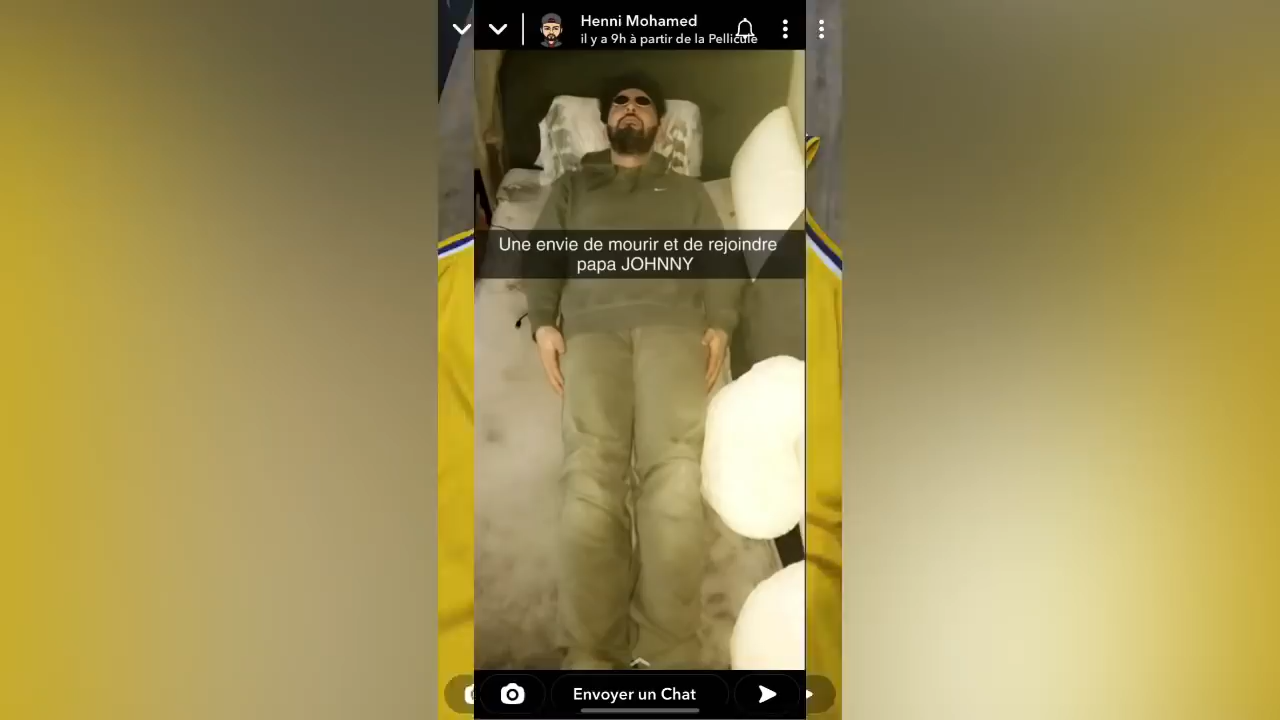 Henni Mohamed
il y a 9h à partir de la Pellicule
Une envie de mourir et de rejoindre
papa JOHNNY
Envoyer un Chat